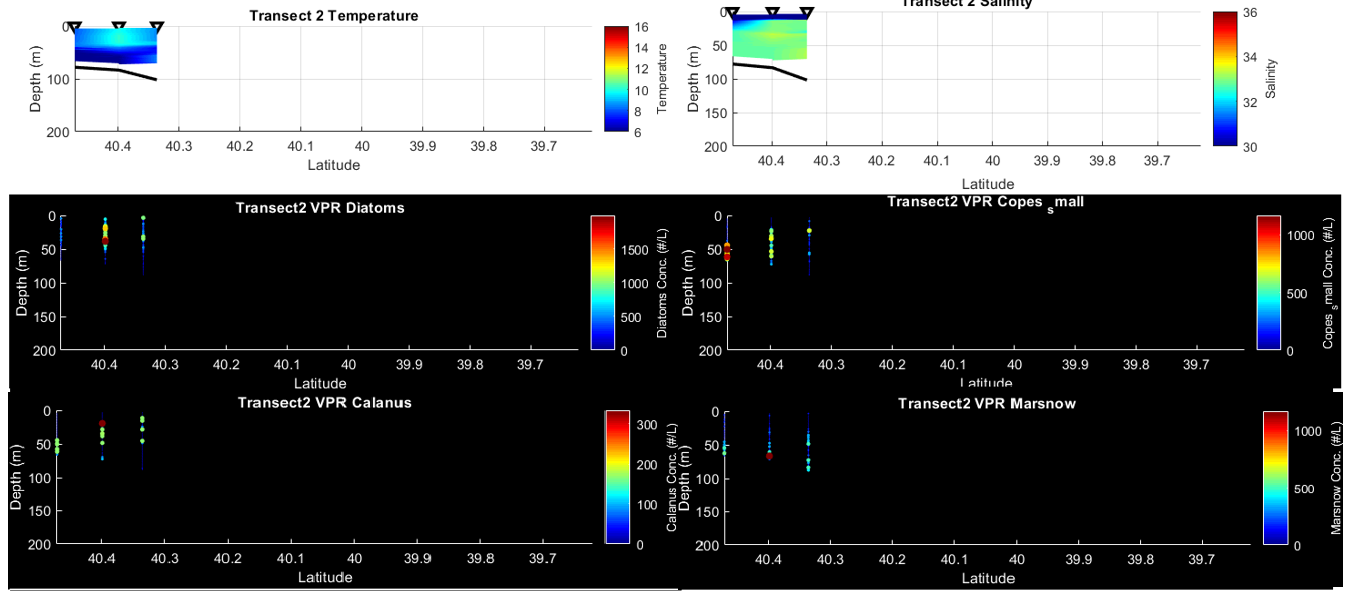 Transect 2 Temperature
0
100
200
Depth (m)
40.4 40.3 40.2 40.1 40 39.9 39.8 39.7
Latitude
16
14
12
10
8
6
Temperature
Transect 2 Salinity
0
50
100
150
200
Depth (m)
40.4 40.3 40.2 40.1 40 39.9 39.8 39.7
Latitude
36
34
32
30
Salinity
Transect2 VPR Diatoms
0
50
100
150
200
Depth (m)
40.4 40.3 40.2 40.1 40 39.9 39.8 39.7
Latitude
1500
1000
500
0
Diatoms Conc. (#/L)
Transect2 VPR Copes small
0
50
100
150
200
Depth (m)
40.4 40.3 40.2 40.1 40 39.9 39.8 39.7
Latitude
1000
500
0
Copes small Conc. (#/L)
Transect2 VPR Calanus
0
50
100
150
200
Depth (m)
40.4 40.3 40.2 40.1 40 39.9 39.8 39.7
Latitude
300
200
100
0
Calanus Conc. (#/L)
Transect2 VPR Marsnow
0
50
100
150
200
Depth (m)
40.4 40.3 40.2 40.1 40 39.9 39.8 39.7
Latitude
1000
500
0
Marsnow Conc. (#/L)